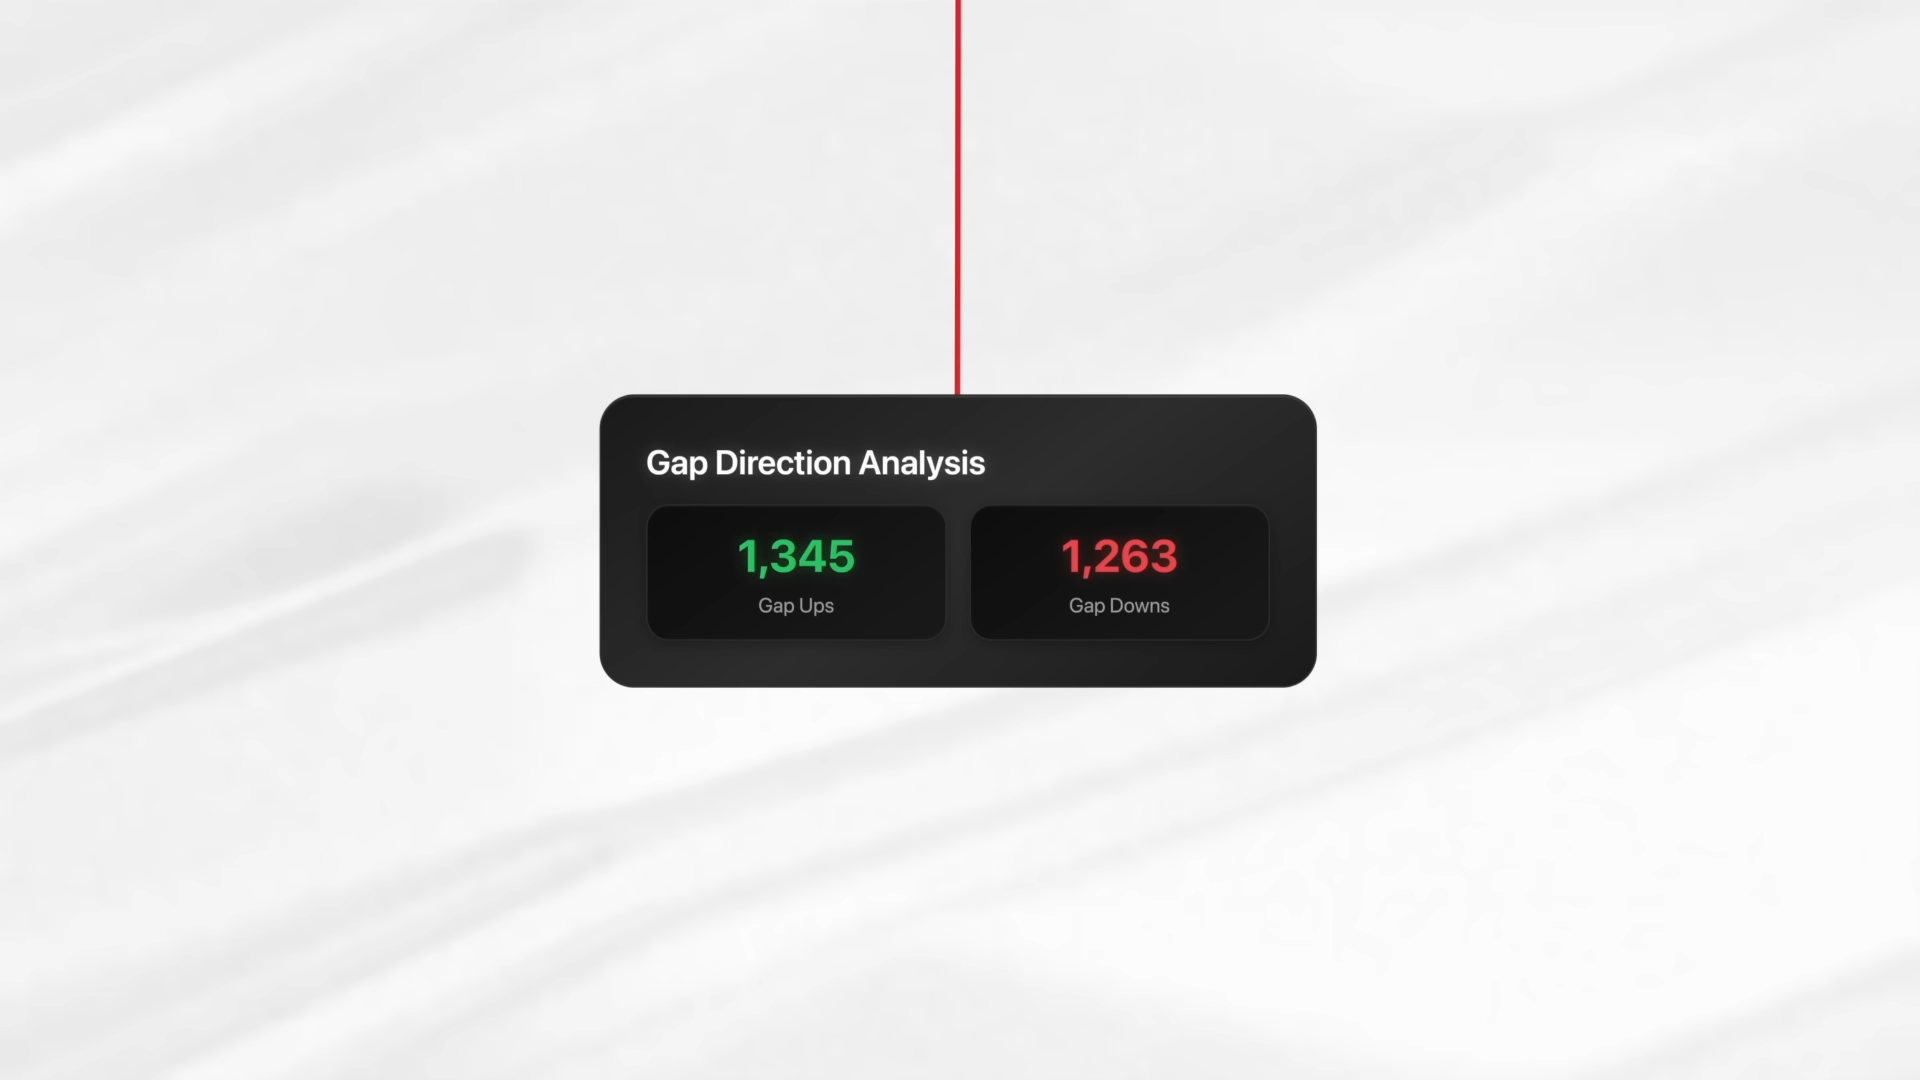 Gap Direction Analysis
1,345
Gap Ups
1,263
Gap Downs